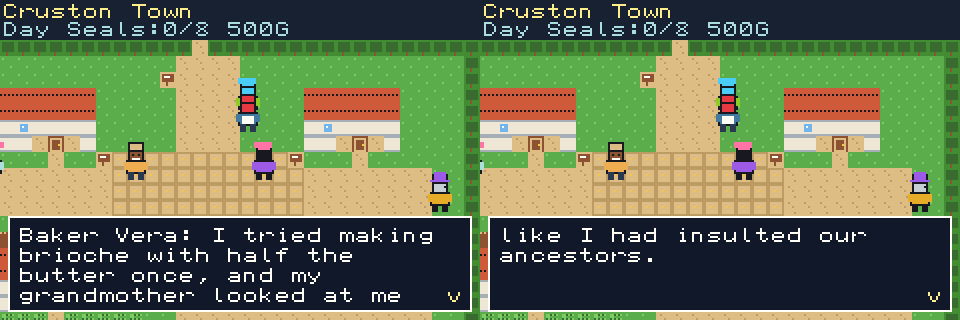 Cruston Town
Day Seals:0/8 500G
Baker Vera: I tried making
brioche with half the
butter once, and my
grandmother looked at me
v
Cruston Town
Day Seals:0/8 500G
like I had insulted our
ancestors.
v